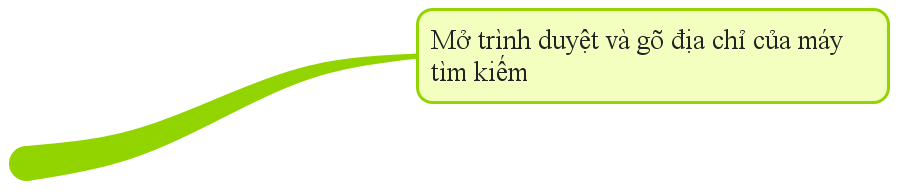 Mở trình duyệt và gõ địa chỉ của máy
tìm kiếm